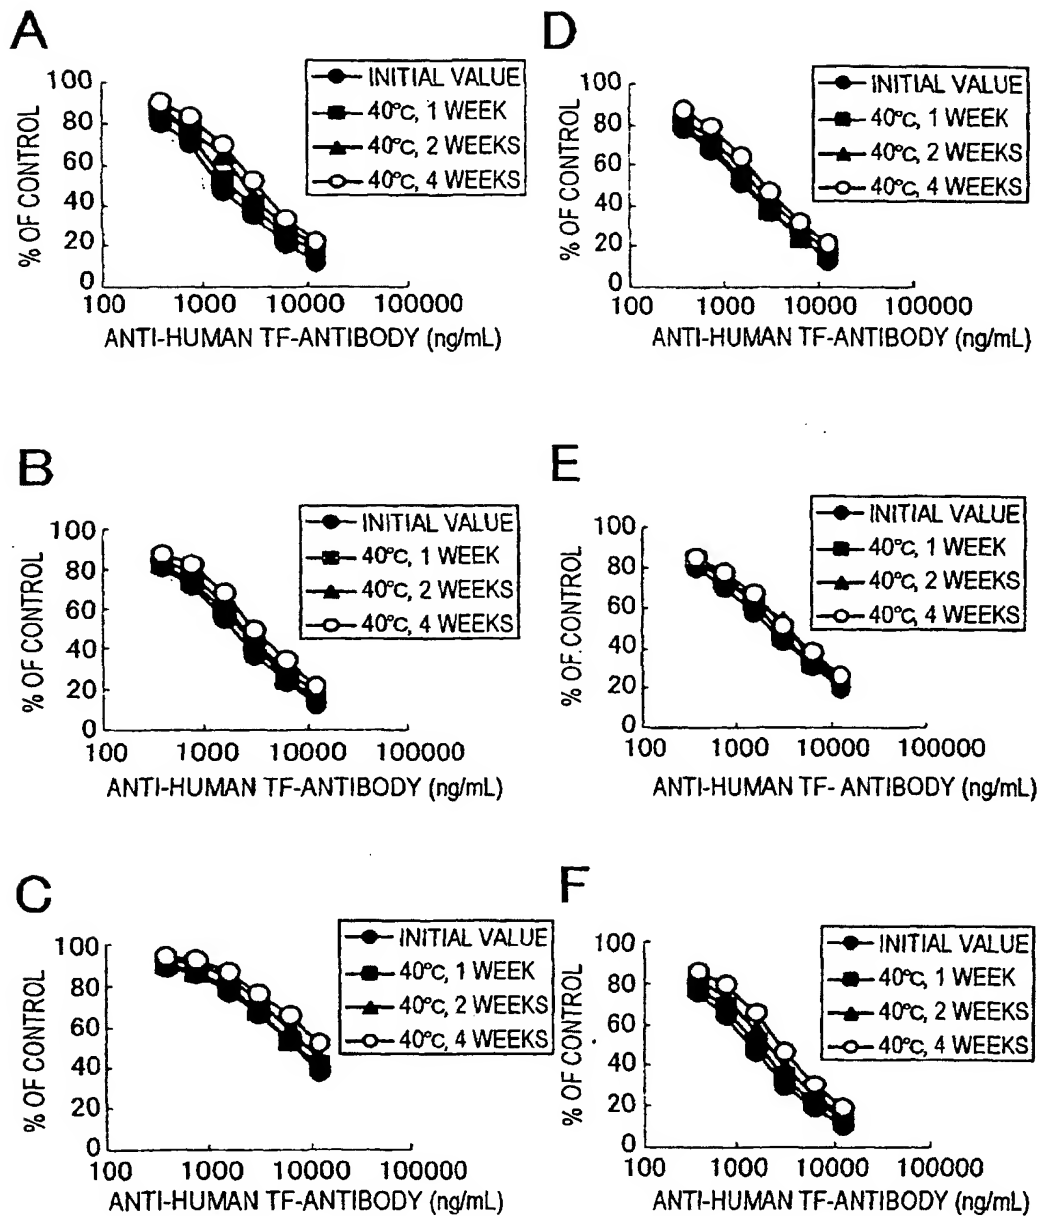 A
INITIAL VALUE
40°C, 1 WEEK
40°C, 2 WEEKS
40°C, 4 WEEKS
% OF CONTROL
100
80
60
40
20
0
100 1000 10000 100000
ANTI-HUMAN TF-ANTIBODY (ng/mL)
D
INITIAL VALUE
40°C, 1 WEEK
40°C, 2 WEEKS
40°C, 4 WEEKS
% OF CONTROL
100
80
60
40
20
0
100 1000 10000 100000
ANTI-HUMAN TF-ANTIBODY (ng/mL)
B
INITIAL VALUE
40°C, 1 WEEK
40°C, 2 WEEKS
40°C, 4 WEEKS
% OF CONTROL
100
80
60
40
20
0
100 1000 10000 100000
ANTI-HUMAN TF-ANTIBODY (ng/mL)
E
INITIAL VALUE
40°C, 1 WEEK
40°C, 2 WEEKS
40°C, 4 WEEKS
% OF CONTROL
100
80
60
40
20
0
100 1000 10000 100000
ANTI-HUMAN TF- ANTIBODY (ng/mL)
C
INITIAL VALUE
40°C, 1 WEEK
40°C, 2 WEEKS
40°C, 4 WEEKS
% OF CONTROL
100
80
60
40
20
0
100 1000 10000 100000
ANTI-HUMAN TF-ANTIBODY (ng/mL)
F
INITIAL VALUE
40°C, 1 WEEK
40°C, 2 WEEKS
40°C, 4 WEEKS
% OF CONTROL
100
80
60
40
20
0
100 1000 10000 100000
ANTI-HUMAN TF-ANTIBODY (ng/mL)